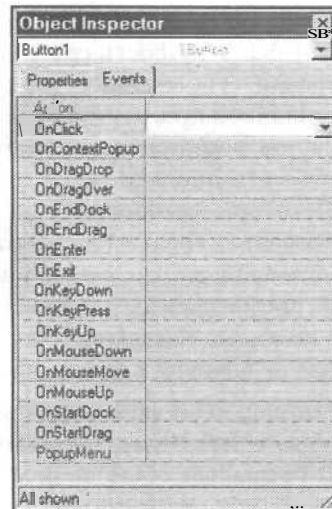 Object Inspector
Button1
Properties Events
OnClick
OnContextPopup
OnDragDrop
OnDragOver
OnEndDock
OnEndDrag
OnEnter
OnExit
OnKeyDown
OnKeyPress
OnKeyUp
OnMouseDown
OnMouseMove
OnMouseUp
OnStartDock
OnStartDrag
PopupMenu
All shown